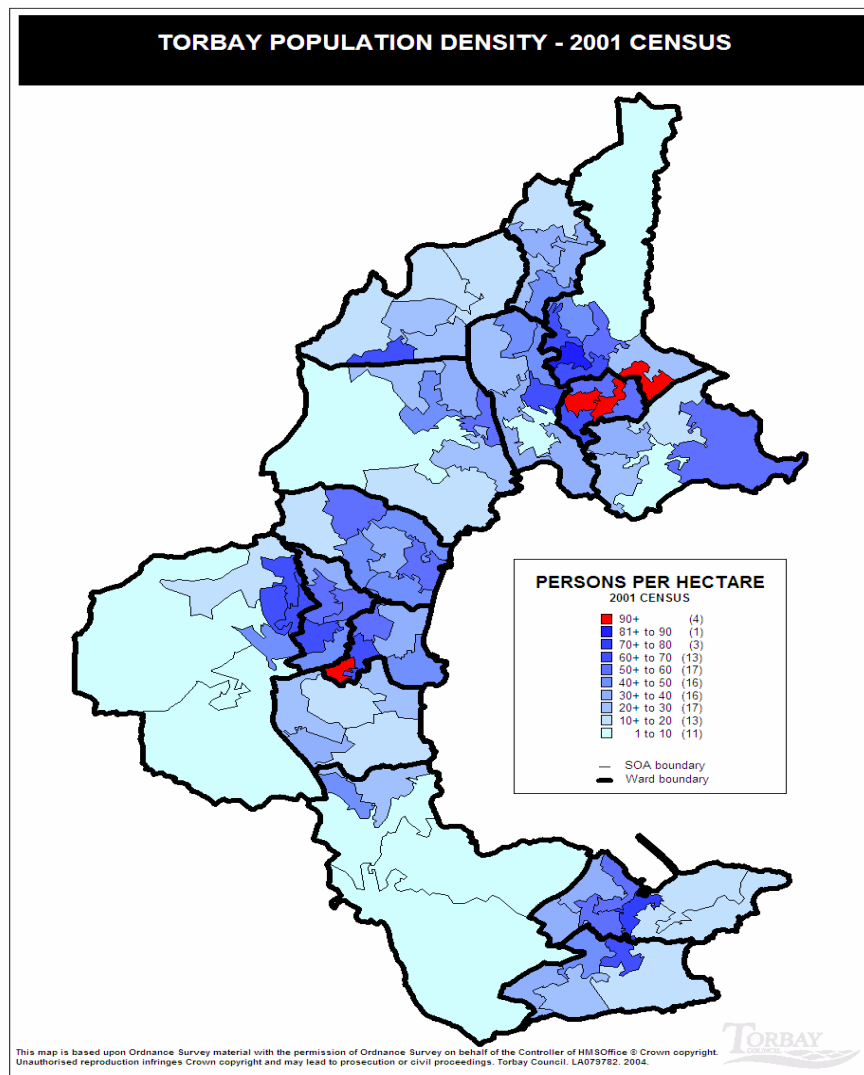 TORBAY POPULATION DENSITY - 2001 CENSUS
PERSONS PER HECTARE
2001 CENSUS
90+ (4)
81+ to 90 (1)
70+ to 80 (3)
60+ to 70 (13)
50+ to 60 (17)
40+ to 50 (16)
30+ to 40 (16)
20+ to 30 (17)
10+ to 20 (13)
1 to 10 (11)
SOA boundary
Ward boundary
TORBAY
COUNCIL
This map is based upon Ordnance Survey material with the permission of Ordnance Survey on behalf of the Controller of HMSOffice © Crown copyright.
Unauthorised reproduction infringes Crown copyright and may lead to prosecution or civil proceedings. Torbay Council. LA079782. 2004.